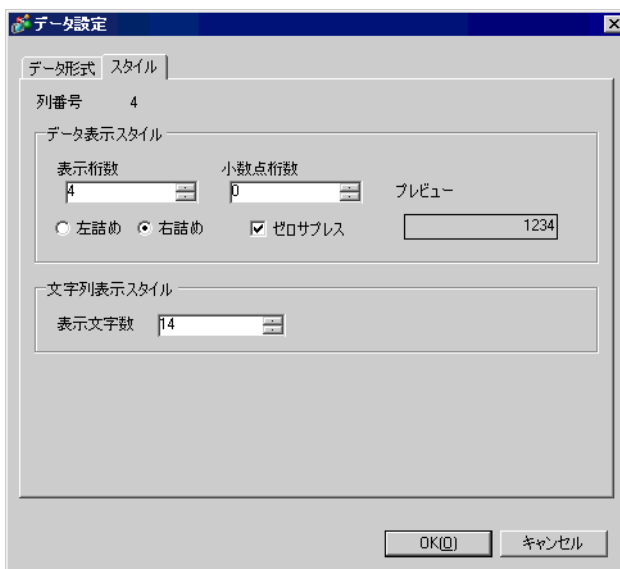 データ設定
データ形式 スタイル
列番号 4
データ表示スタイル
表示桁数 小数点桁数 プレビュー
4 0
左詰め 右詰め ゼロサプレス 1234
文字列表示スタイル
表示文字数 14
OK(O) キャンセル